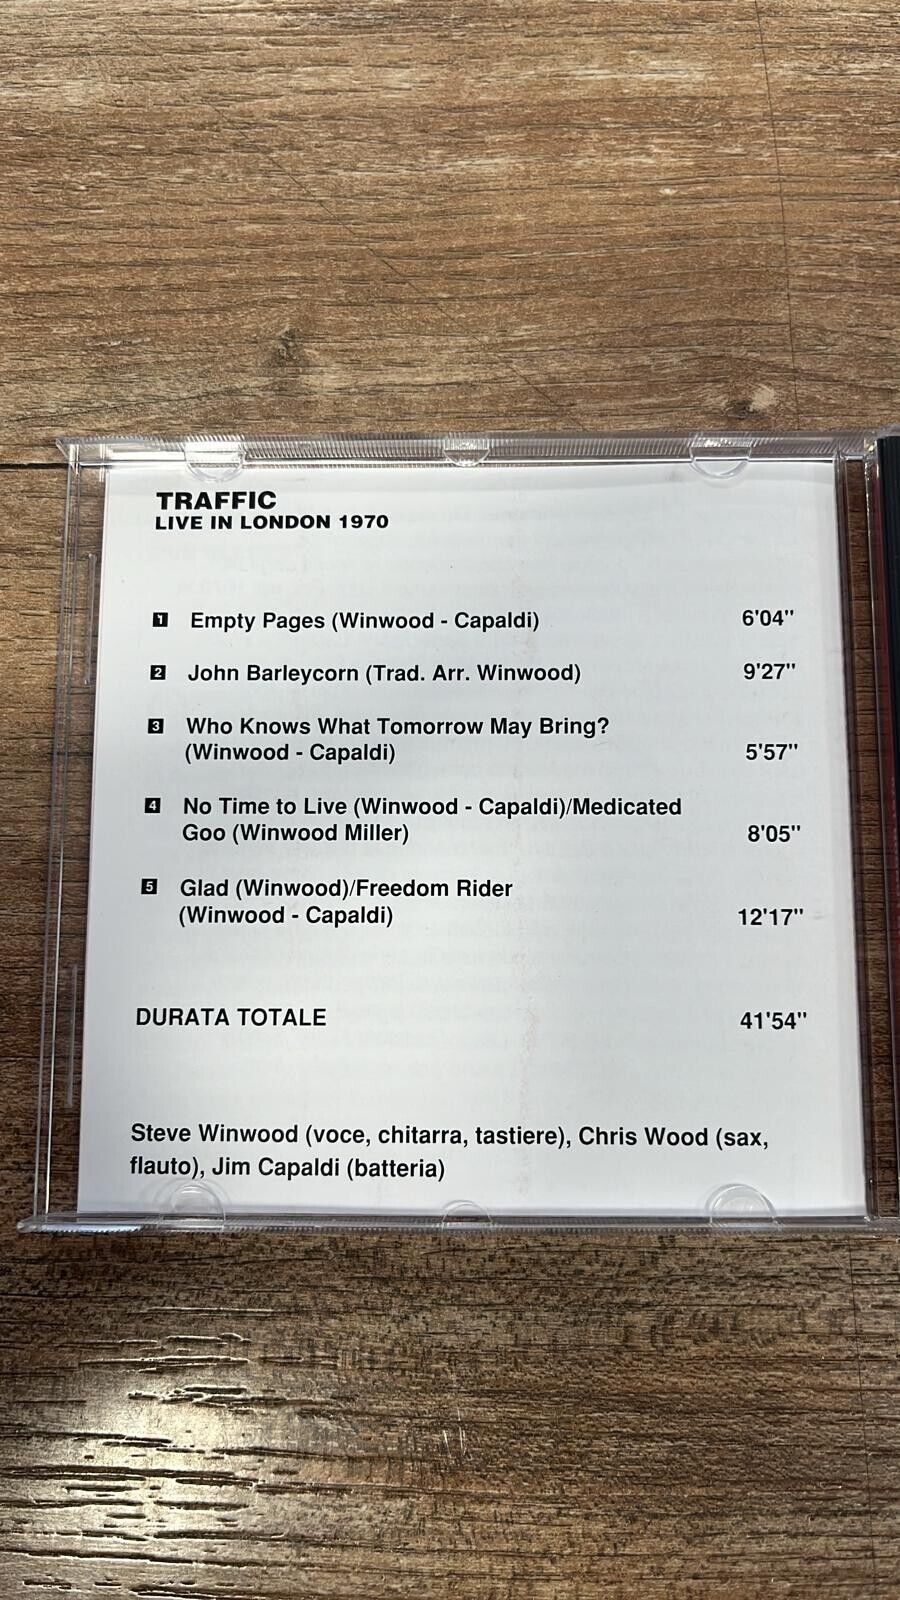 TRAFFIC
LIVE IN LONDON 1970
1 Empty Pages (Winwood - Capaldi) 6'04"
2 John Barleycorn (Trad. Arr. Winwood) 9'27"
3 Who Knows What Tomorrow May Bring?
(Winwood - Capaldi) 5'57"
4 No Time to Live (Winwood - Capaldi)/Medicated
Goo (Winwood Miller) 8'05"
5 Glad (Winwood)/Freedom Rider
(Winwood - Capaldi) 12'17"
DURATA TOTALE 41'54"
Steve Winwood (voce, chitarra, tastiere), Chris Wood (sax,
flauto), Jim Capaldi (batteria)